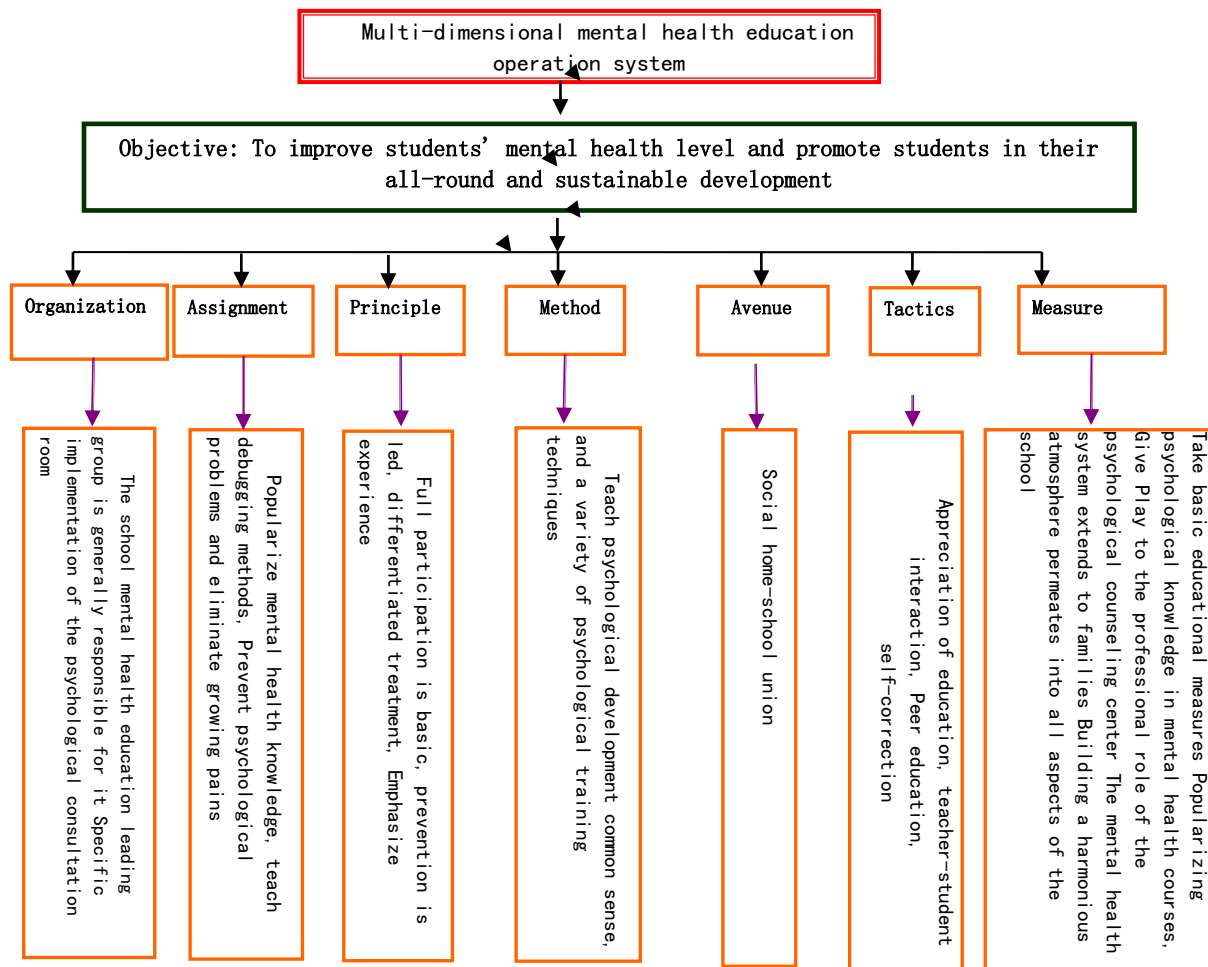 Multi-dimensional mental health education
operation system
Objective: To improve students' mental health level and promote students in their
all-round and sustainable development
Organization
Assignment
Principle
Method
Avenue
Tactics
Measure
The school mental health education leading
group is generally responsible for it Specific
implementation of the psychological consultation
room
Popularize mental health knowledge, teach
debugging methods, Prevent psychological
problems and eliminate growing pains
Full participation is basic, prevention is
led, differentiated treatment, Emphasize
experience
Teach psychological development common sense,
and a variety of psychological training
techniques
Social home-school union
Appreciation of education, teacher-student
interaction, Peer education,
self-correction
Take basic educational measures Popularizing
psychological knowledge in mental health courses,
Give Play to the professional role of the
psychological counseling center The mental health
system extends to families Building a harmonious
atmosphere permeates into all aspects of the
school